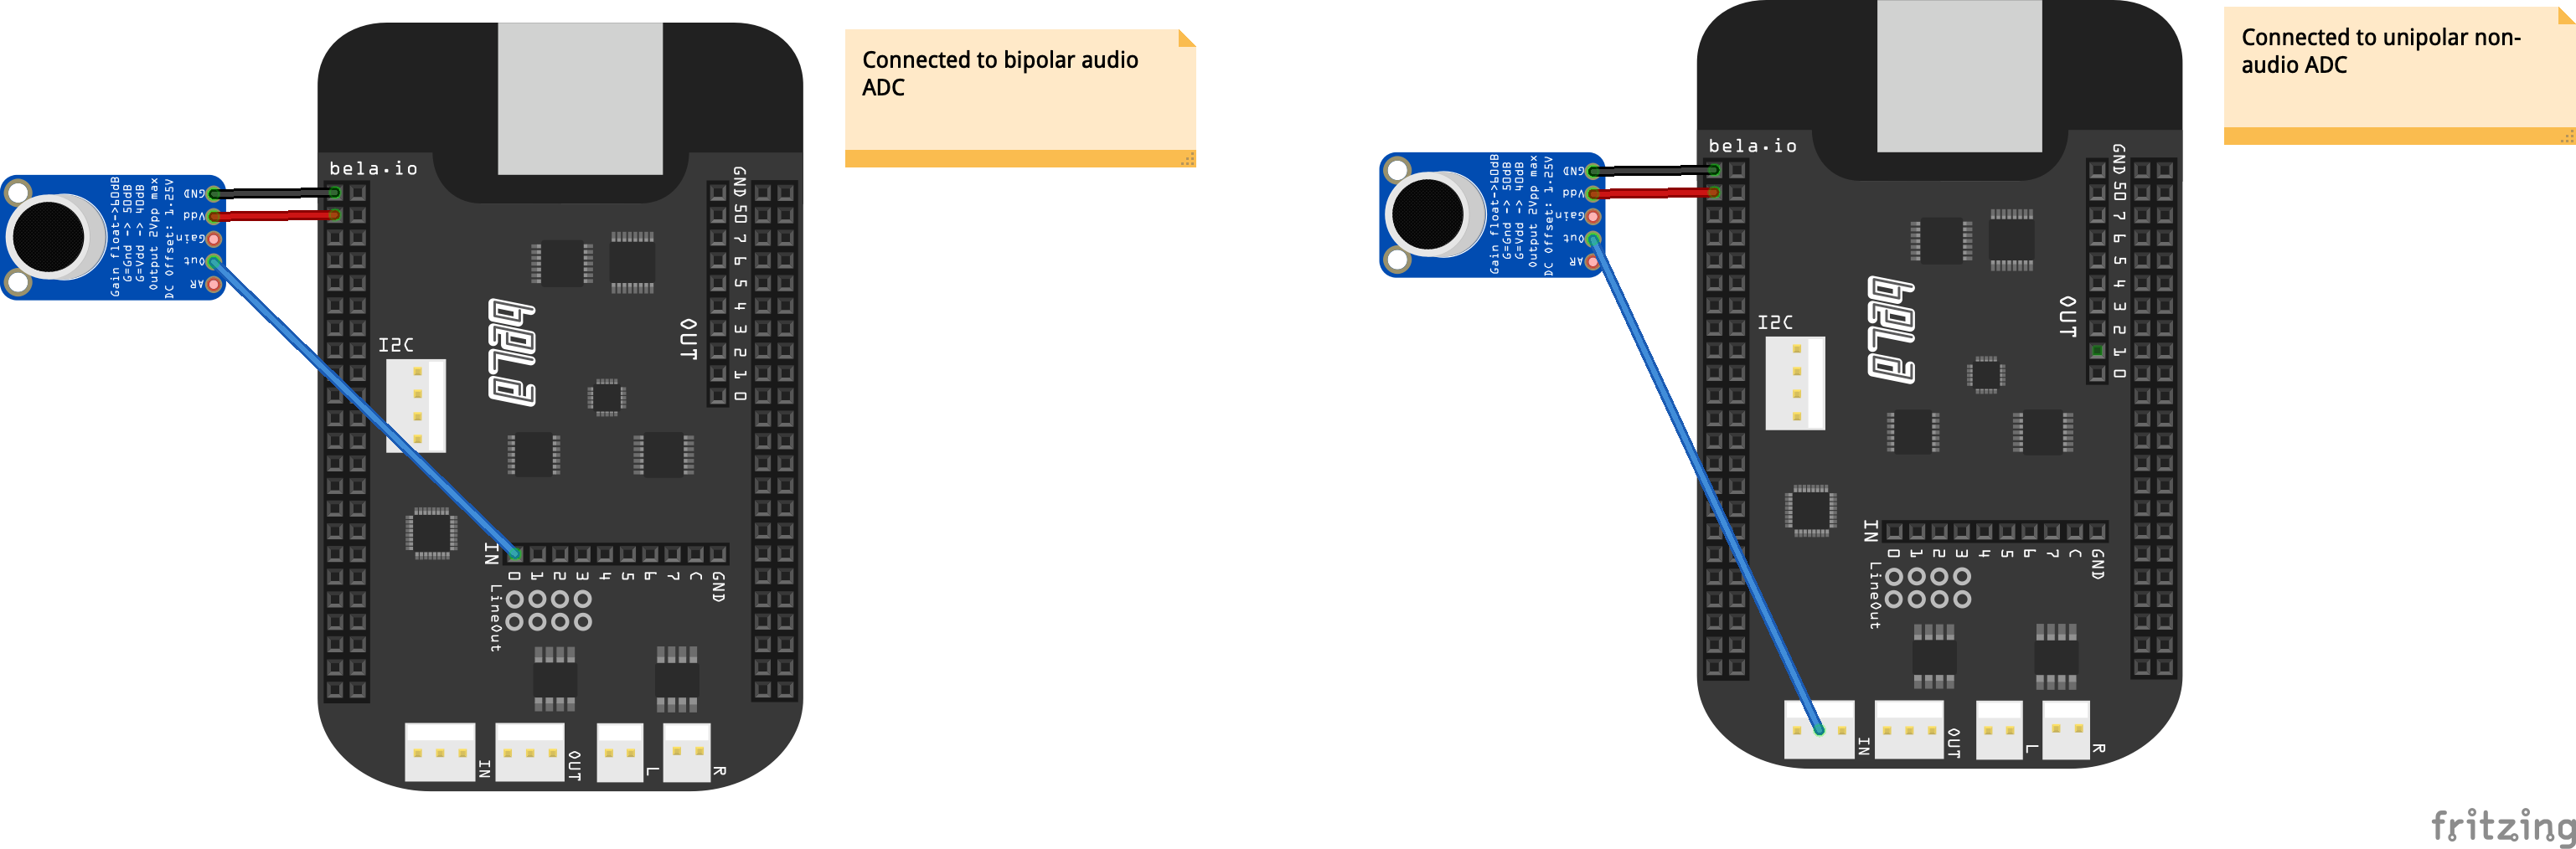 Connected to bipolar audio
ADC
bela.io
GND
Vdd
Gain
Out
AR
Gain float->60dB
G=Gnd -> 50dB
G=Vdd -> 40dB
Output 2Vpp max
DC Offset: 1.25V
I2C
bela
OUT
GND
5V
7
6
5
4
3
2
1
0
IN
0 1 2 3 4 5 6 7 C GND
LineOut
IN
OUT
L
R
Connected to unipolar non-
audio ADC
bela.io
GND
Vdd
Gain
Out
AR
Gain float->60dB
G=Gnd -> 50dB
G=Vdd -> 40dB
Output 2Vpp max
DC Offset: 1.25V
I2C
bela
OUT
GND
5V
7
6
5
4
3
2
1
0
IN
0 1 2 3 4 5 6 7 C GND
LineOut
IN
OUT
L
R
fritzing